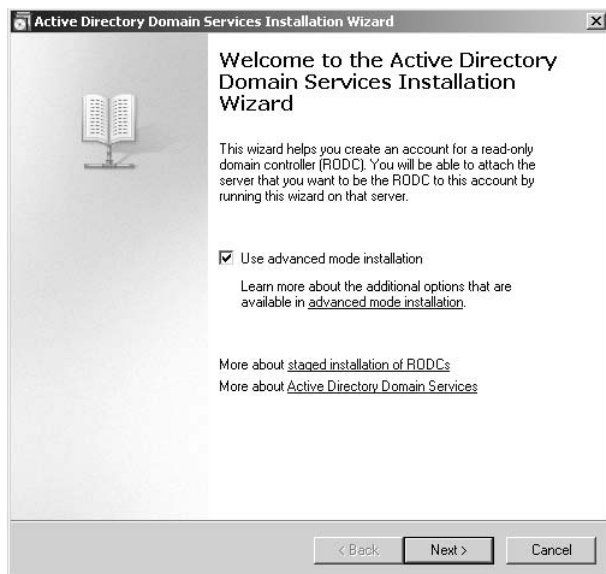 Active Directory Domain Services Installation Wizard
Welcome to the Active Directory
Domain Services Installation
Wizard
This wizard helps you create an account for a read-only
domain controller (RODC). You will be able to attach the
server that you want to be the RODC to this account by
running this wizard on that server.
Use advanced mode installation
Learn more about the additional options that are
available in advanced mode installation.
More about staged installation of RODCs
More about Active Directory Domain Services
< Back
Next >
Cancel